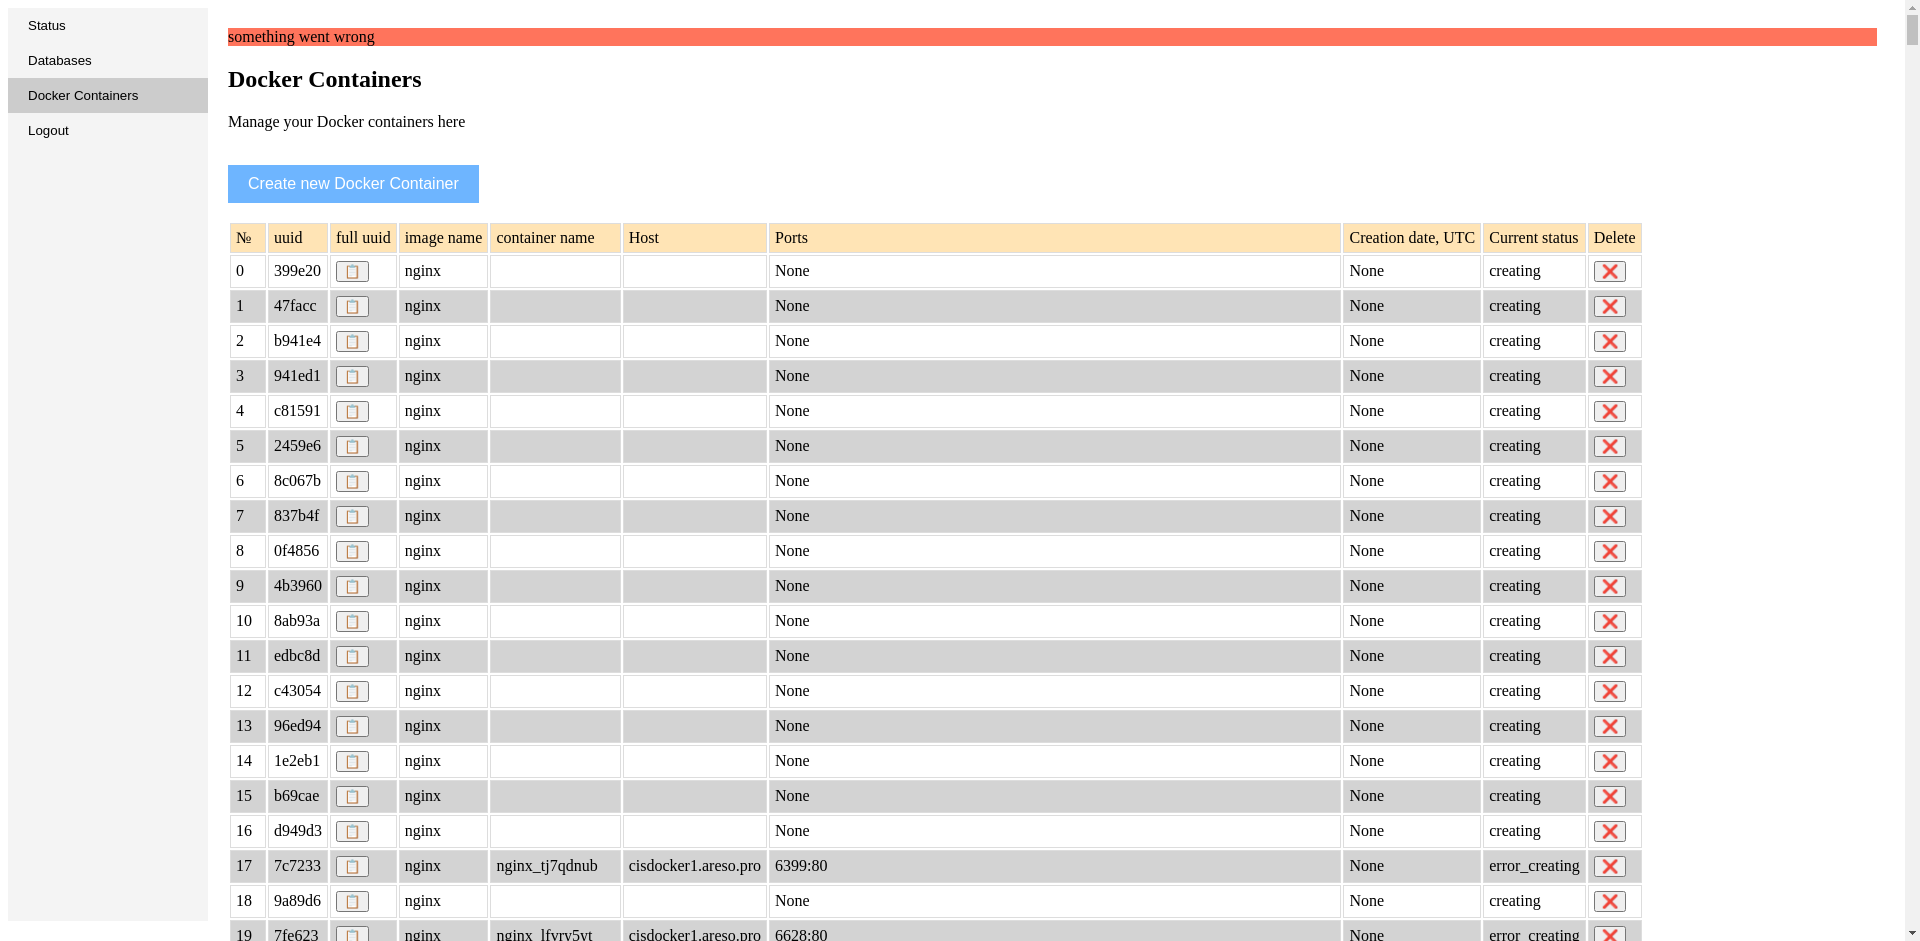 Status
Databases
Docker Containers
Logout
something went wrong
Docker Containers
Manage your Docker containers here
Create new Docker Container
№ uuid full uuid image name container name Host Ports Creation date, UTC Current status Delete
0 399e20 nginx None None creating
1 47facc nginx None None creating
2 b941e4 nginx None None creating
3 941ed1 nginx None None creating
4 c81591 nginx None None creating
5 2459e6 nginx None None creating
6 8c067b nginx None None creating
7 837b4f nginx None None creating
8 0f4856 nginx None None creating
9 4b3960 nginx None None creating
10 8ab93a nginx None None creating
11 edbc8d nginx None None creating
12 c43054 nginx None None creating
13 96ed94 nginx None None creating
14 1e2eb1 nginx None None creating
15 b69cae nginx None None creating
16 d949d3 nginx None None creating
17 7c7233 nginx nginx_tj7qdnub cisdocker1.areso.pro 6399:80 None error_creating
18 9a89d6 nginx None None creating
19 7fe623 nginx nginx_lfvrv5vt cisdocker1.areso.pro 6628:80 None error_creating